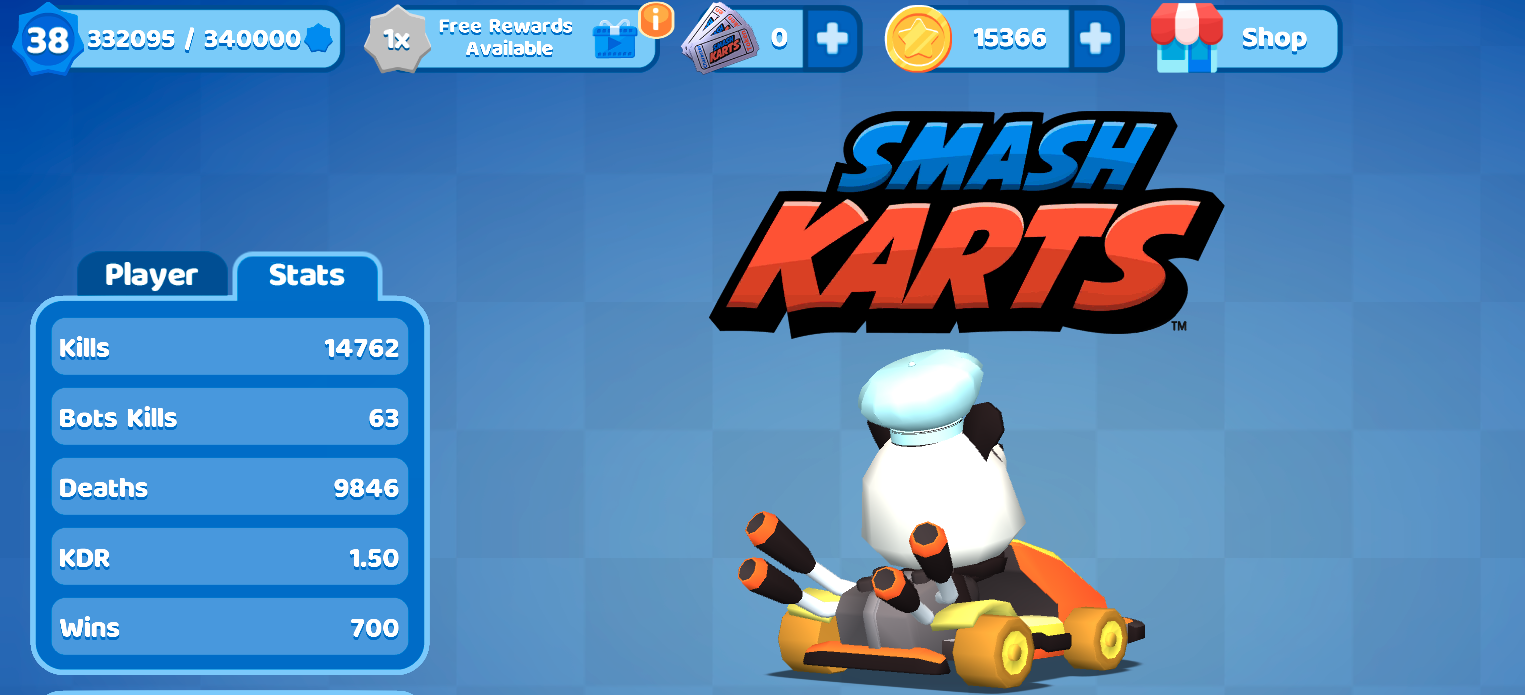 38
332095 / 340000
1x
Free Rewards
Available
0
15366
Shop
SMASH
KARTS
TM
Player
Stats
Kills 14762
Bots Kills 63
Deaths 9846
KDR 1.50
Wins 700